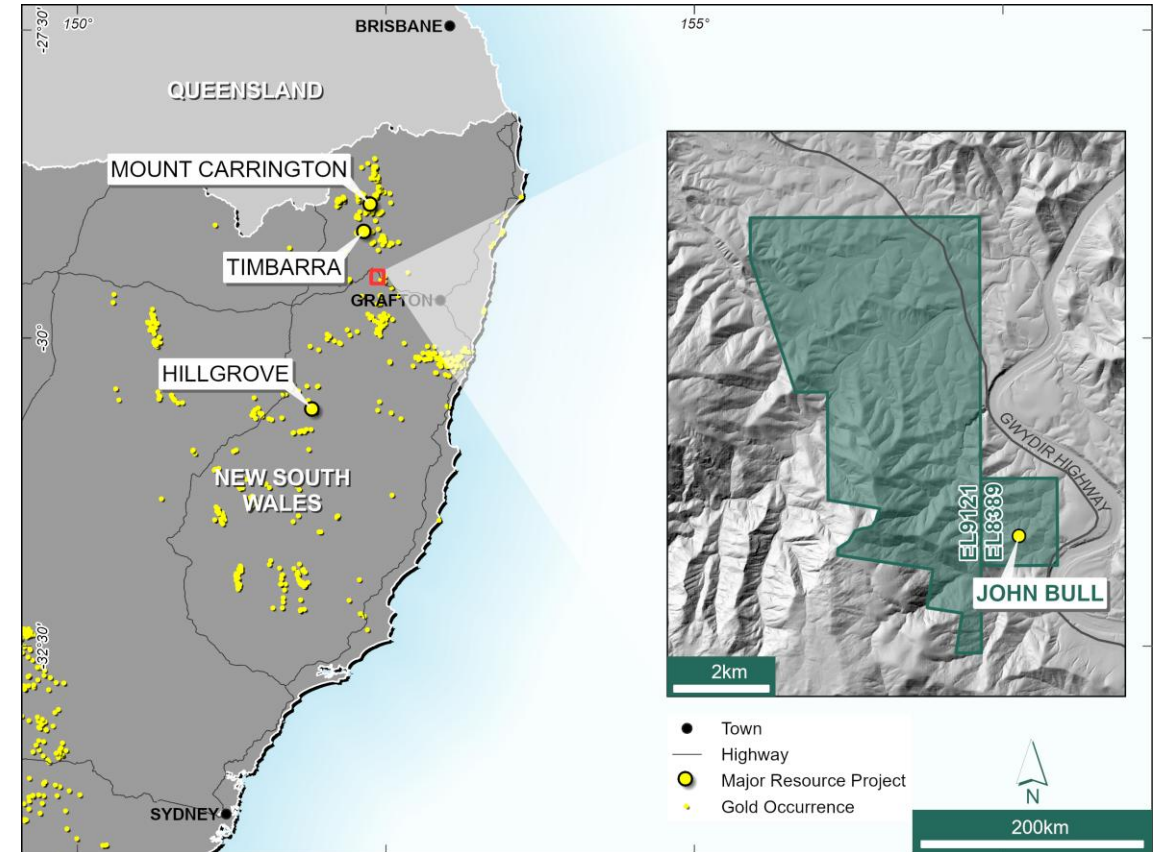 150°
155°
-27°30'
BRISBANE
QUEENSLAND
MOUNT CARRINGTON
TIMBARRA
GRAFTON
-30°
HILLGROVE
NEW SOUTH
WALES
-32°30'
SYDNEY
GWYDIR HIGHWAY
EL9121
EL8389
JOHN BULL
2km
Town
Highway
Major Resource Project
Gold Occurrence
N
200km